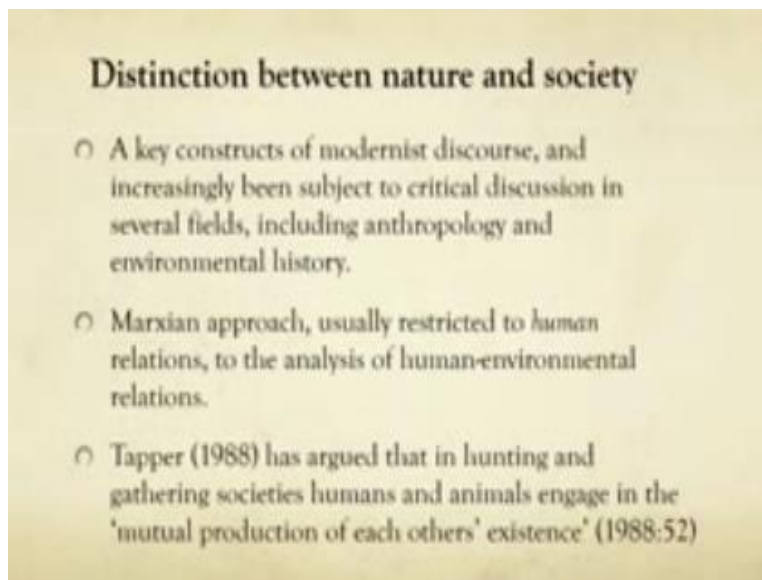 Distinction between nature and society
A key constructs of modernist discourse, and
increasingly been subject to critical discussion in
several fields, including anthropology and
environmental history.
Marxian approach, usually restricted to human
relations, to the analysis of human-environmental
relations.
Tapper (1988) has argued that in hunting and
gathering societies humans and animals engage in the
'mutual production of each others' existence' (1988:52)